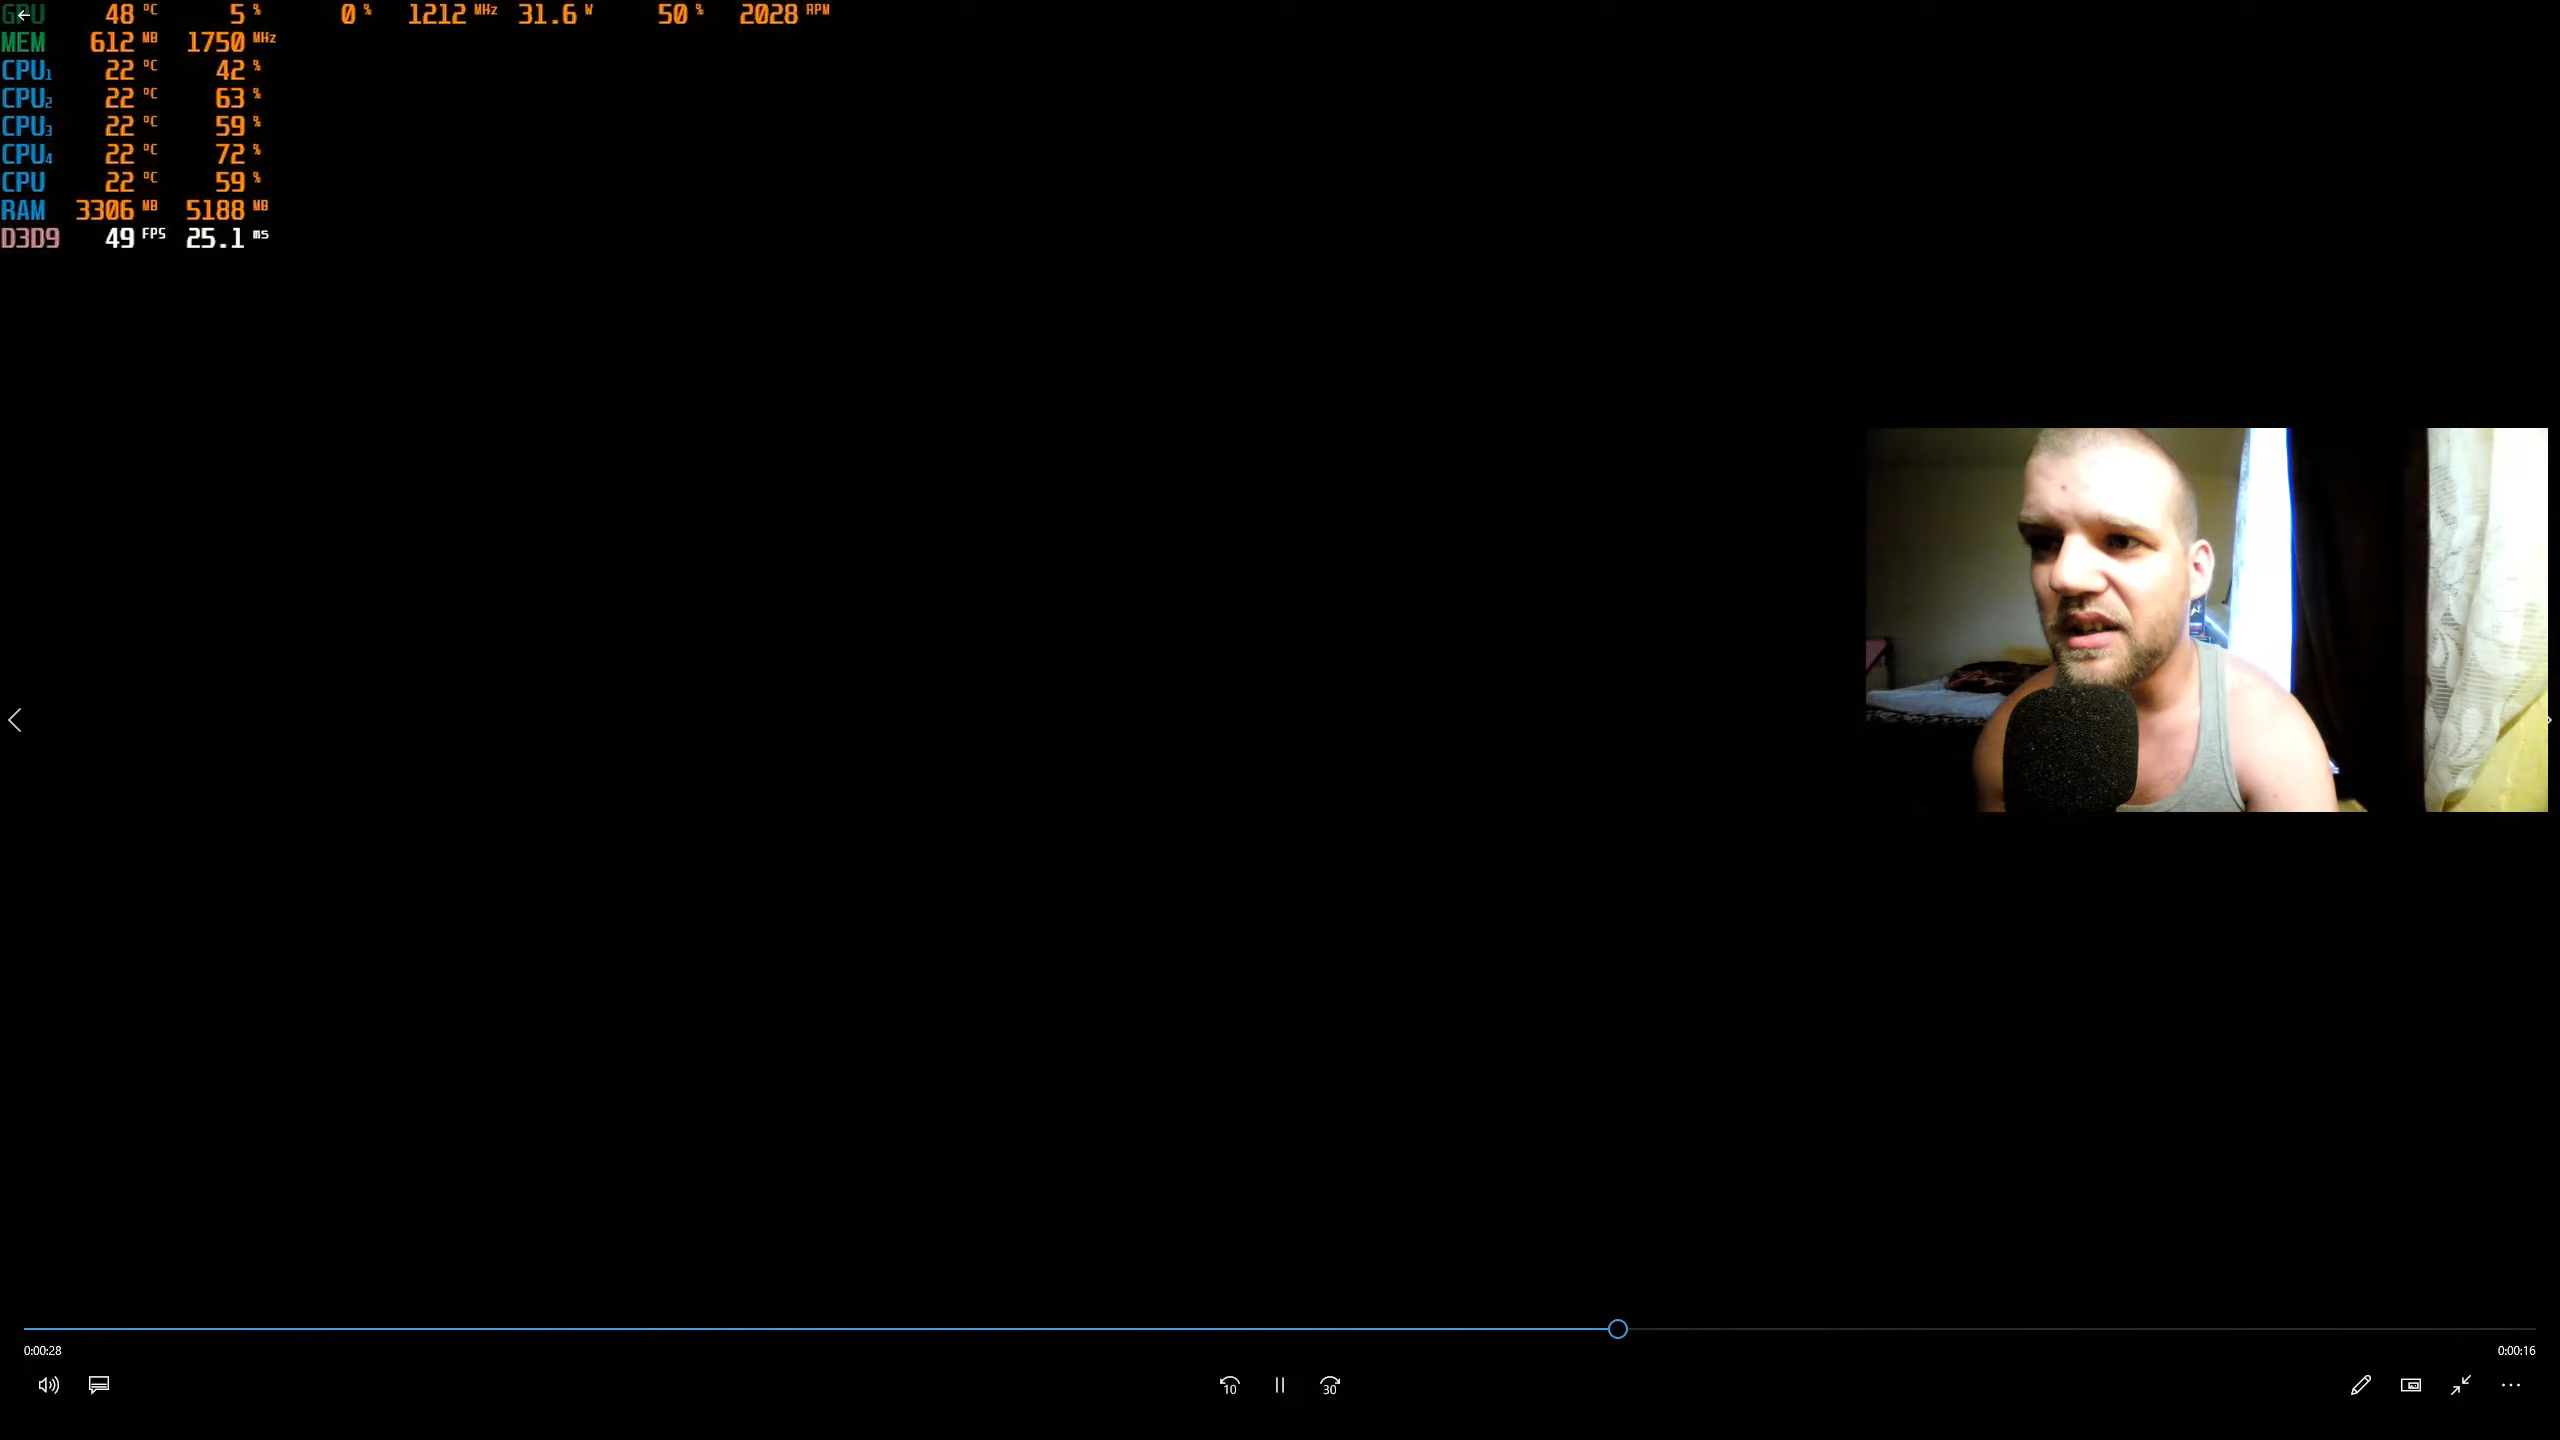 GPU 48 °C 5 % 0 % 1212 MHz 31.6 W 50 % 2028 RPM
MEM 612 MB 1750 MHz
CPU1 22 °C 42 %
CPU2 22 °C 63 %
CPU3 22 °C 59 %
CPU4 22 °C 72 %
CPU 22 °C 59 %
RAM 3306 MB 5188 MB
D3D9 49 FPS 25.1 ms
0:00:28 0:00:16
10 30